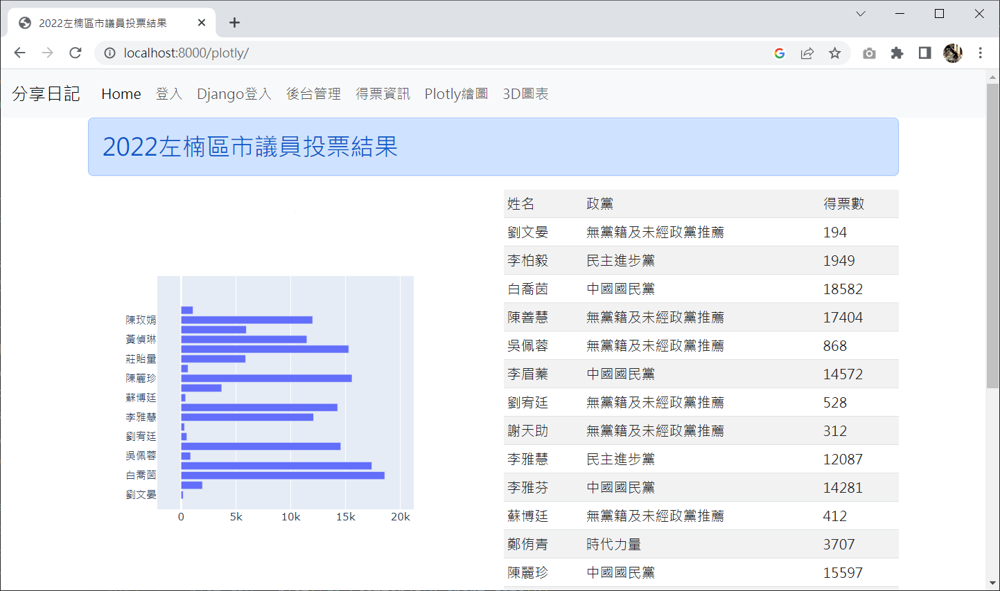 2022左楠區市議員投票結果
localhost:8000/plotly/
分享日記 Home 登入 Django登入 後台管理 得票資訊 Plotly繪圖 3D圖表
2022左楠區市議員投票結果
陳玫娟
黃偵琳
莊貽量
陳麗珍
蘇博廷
李雅慧
劉宥廷
吳佩蓉
白喬茵
劉文晏
0 5k 10k 15k 20k
姓名 政黨 得票數
劉文晏 無黨籍及未經政黨推薦 194
李柏毅 民主進步黨 1949
白喬茵 中國國民黨 18582
陳善慧 無黨籍及未經政黨推薦 17404
吳佩蓉 無黨籍及未經政黨推薦 868
李眉蓁 中國國民黨 14572
劉宥廷 無黨籍及未經政黨推薦 528
謝天助 無黨籍及未經政黨推薦 312
李雅慧 民主進步黨 12087
李雅芬 中國國民黨 14281
蘇博廷 無黨籍及未經政黨推薦 412
鄭侑青 時代力量 3707
陳麗珍 中國國民黨 15597